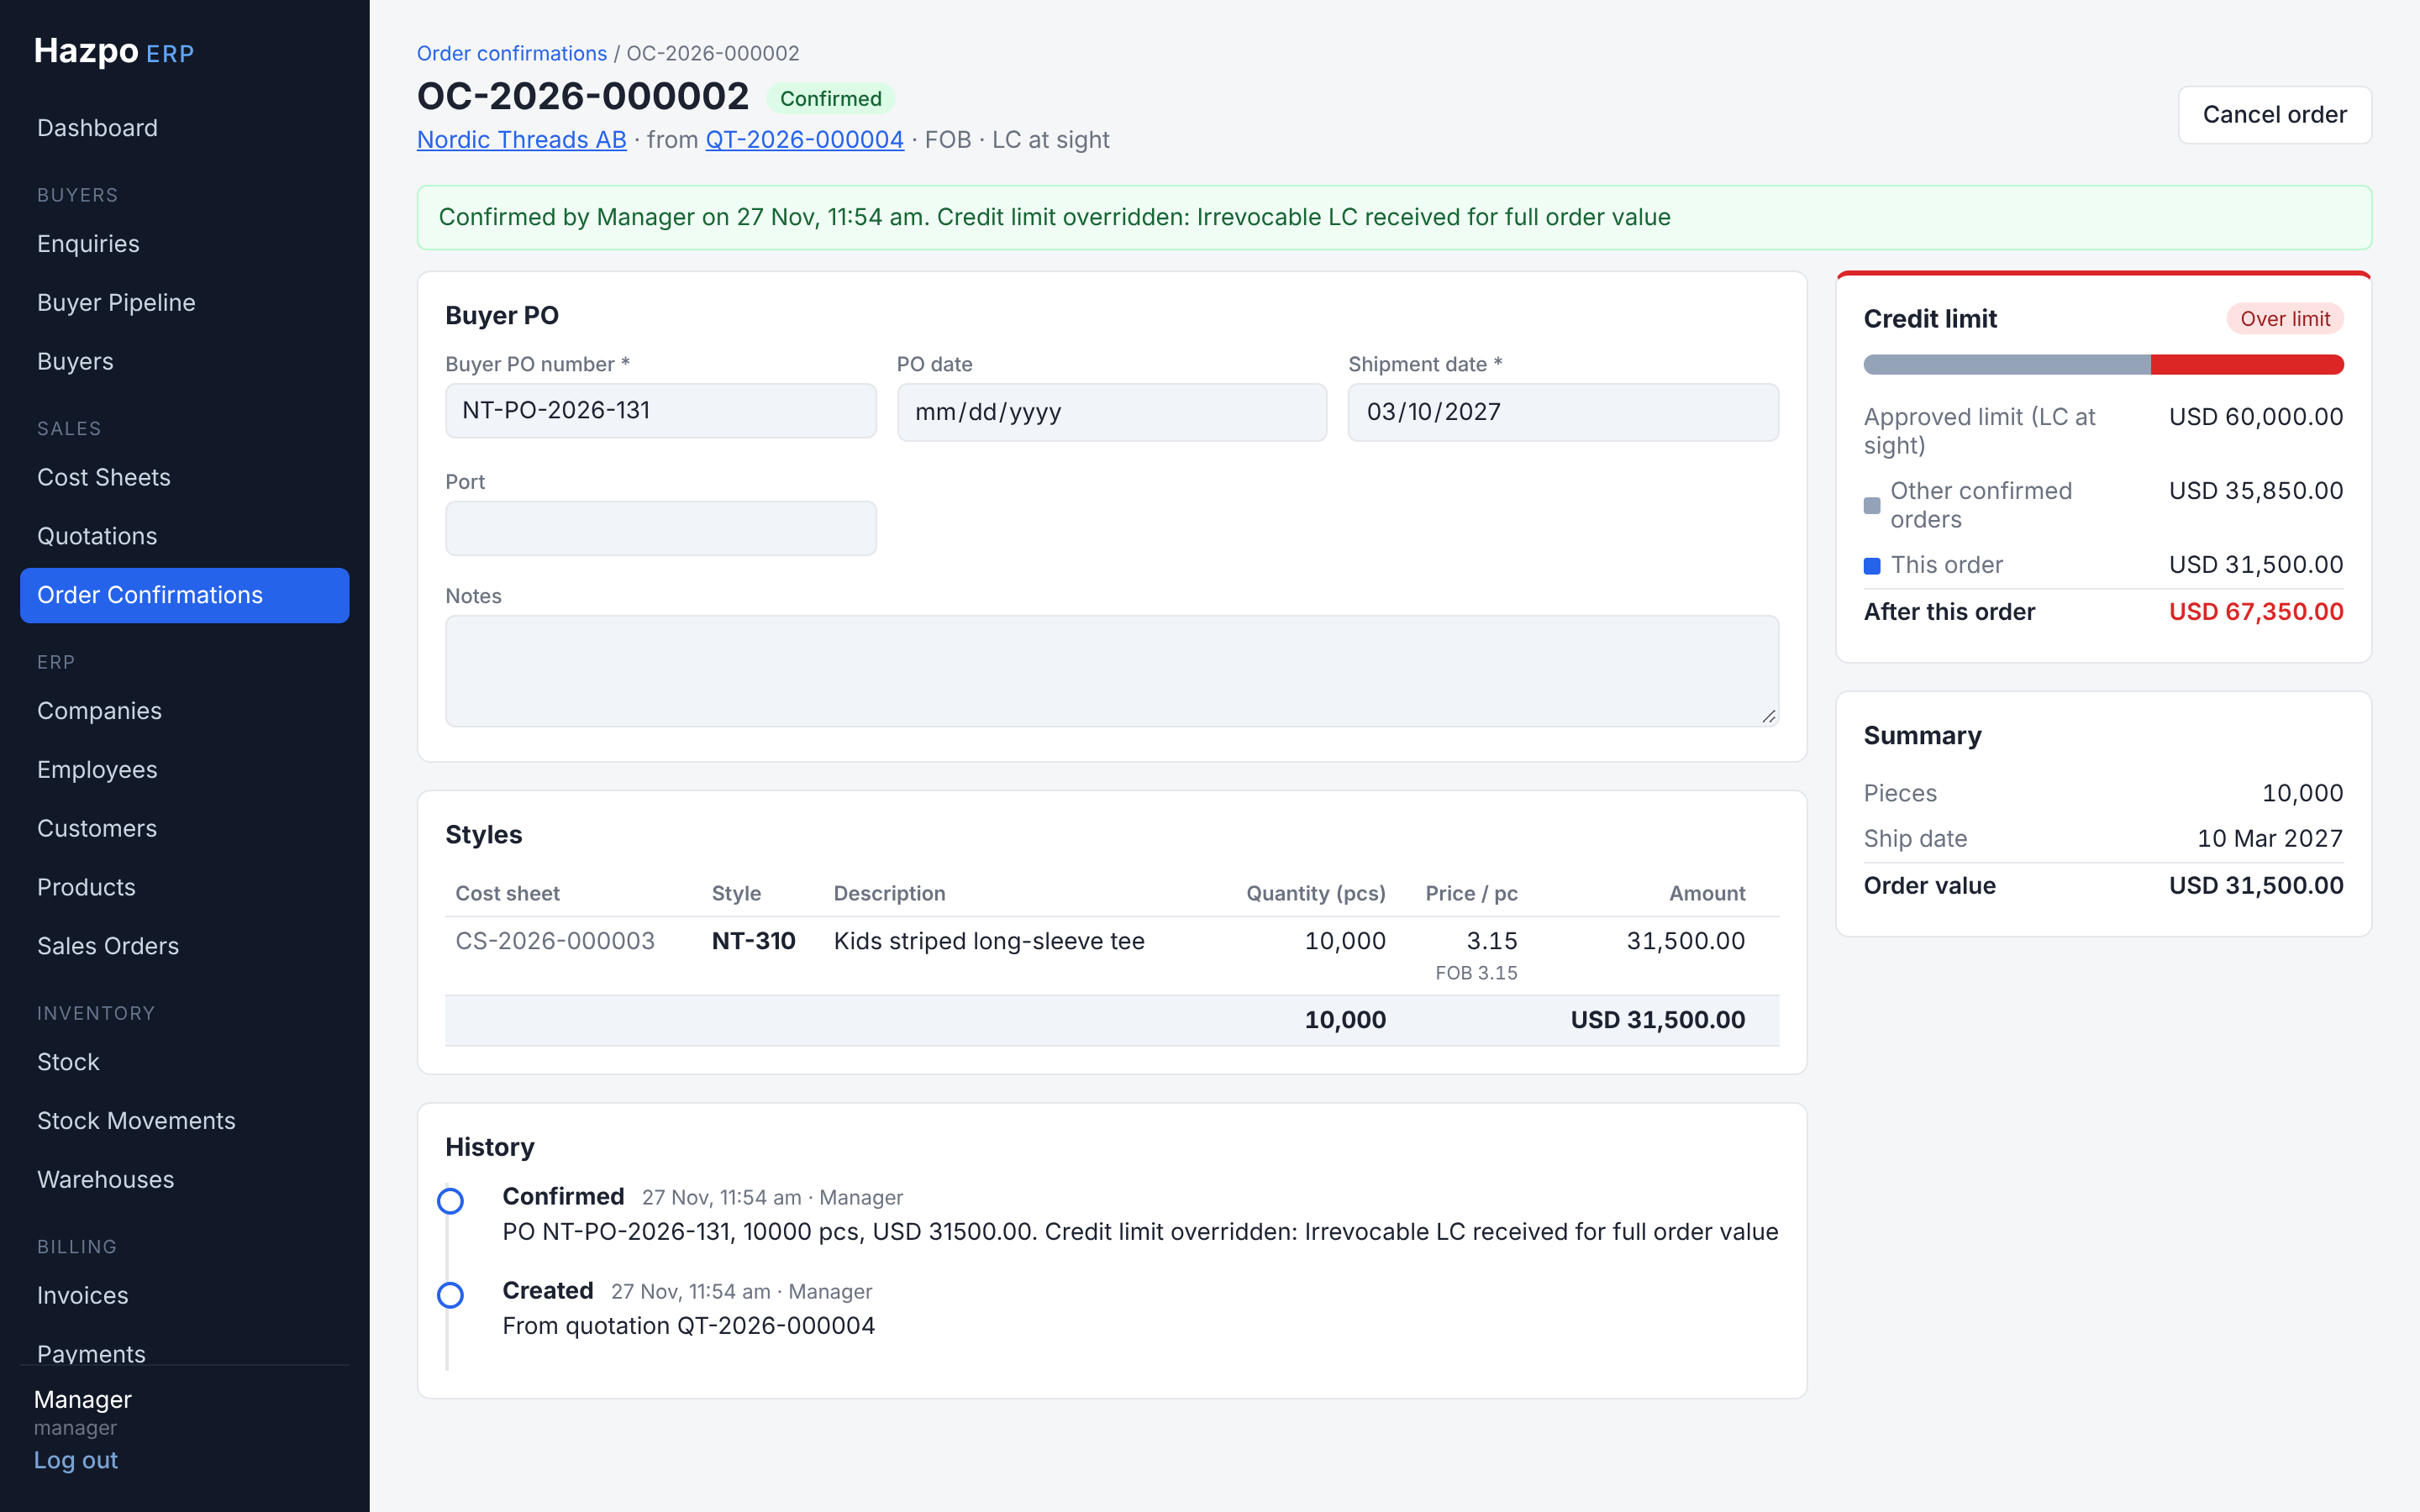 Hazpo ERP
Dashboard
BUYERS
Enquiries
Buyer Pipeline
Buyers
SALES
Cost Sheets
Quotations
Order Confirmations
ERP
Companies
Employees
Customers
Products
Sales Orders
INVENTORY
Stock
Stock Movements
Warehouses
BILLING
Invoices
Payments
Manager
manager
Log out
Order confirmations / OC-2026-000002
OC-2026-000002 Confirmed
Nordic Threads AB · from QT-2026-000004 · FOB · LC at sight
Cancel order
Confirmed by Manager on 27 Nov, 11:54 am. Credit limit overridden: Irrevocable LC received for full order value
Buyer PO
Buyer PO number * PO date Shipment date *
NT-PO-2026-131 mm/dd/yyyy 03/10/2027
Port
Notes
Styles
Cost sheet Style Description Quantity (pcs) Price / pc Amount
CS-2026-000003 NT-310 Kids striped long-sleeve tee 10,000 3.15 31,500.00
FOB 3.15
10,000 USD 31,500.00
History
Confirmed 27 Nov, 11:54 am · Manager
PO NT-PO-2026-131, 10000 pcs, USD 31500.00. Credit limit overridden: Irrevocable LC received for full order value
Created 27 Nov, 11:54 am · Manager
From quotation QT-2026-000004
Credit limit Over limit
Approved limit (LC at USD 60,000.00
sight)
Other confirmed USD 35,850.00
orders
This order USD 31,500.00
After this order USD 67,350.00
Summary
Pieces 10,000
Ship date 10 Mar 2027
Order value USD 31,500.00